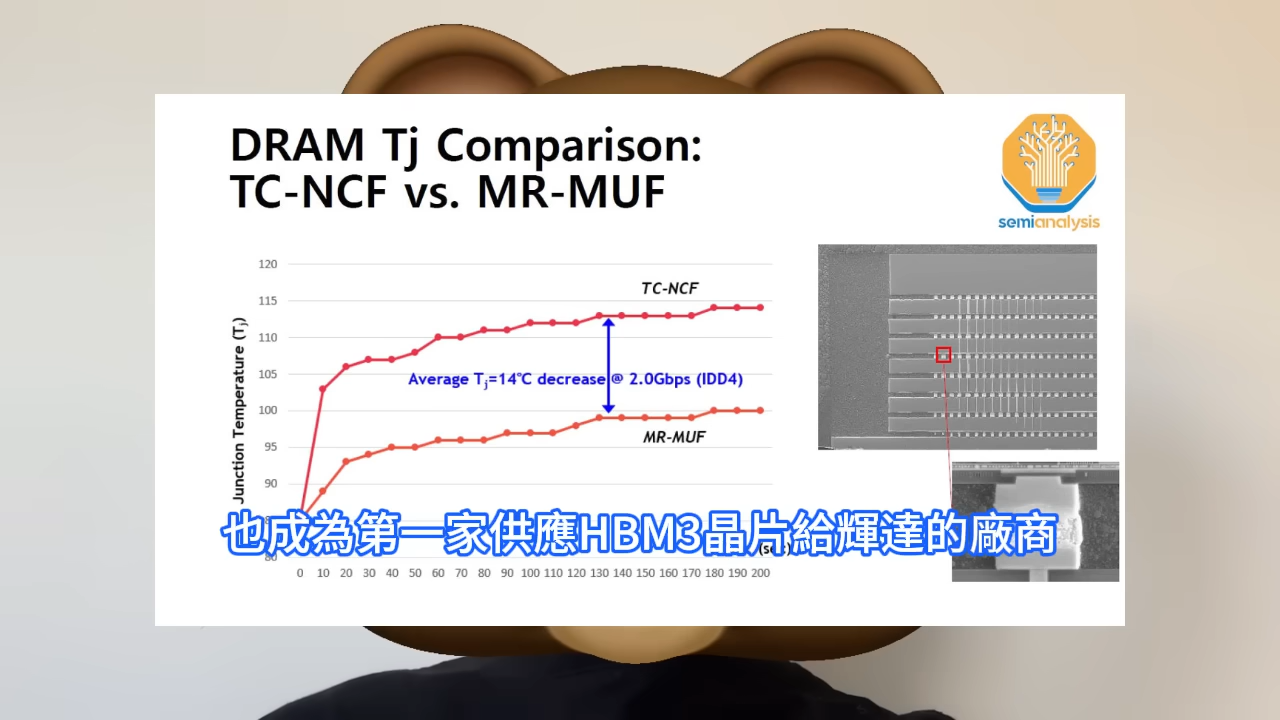 DRAM Tj Comparison:
TC-NCF vs. MR-MUF
semianalysis
120
115
110
105
100
95
90
80
Junction Temperature (Tj)
TC-NCF
Average Tj=14℃ decrease @ 2.0Gbps (IDD4)
MR-MUF
也成為第一家供應HBM3晶片給輝達的廠商
0 10 20 30 40 50 60 70 80 90 100 110 120 130 140 150 160 170 180 190 200